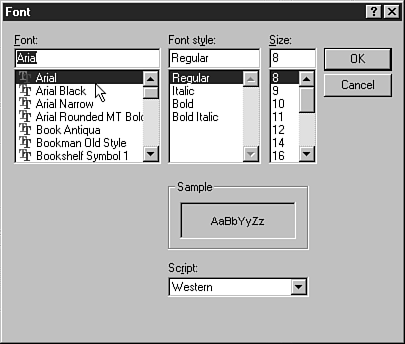 Font
Font:
Font style:
Size:
Arial
Regular
8
OK
Cancel
Arial
Arial Black
Arial Narrow
Arial Rounded MT Bold
Book Antiqua
Bookman Old Style
Bookshelf Symbol 1
Regular
Italic
Bold
Bold Italic
8
9
10
11
12
14
16
Sample
AaBbYyZz
Script:
Western